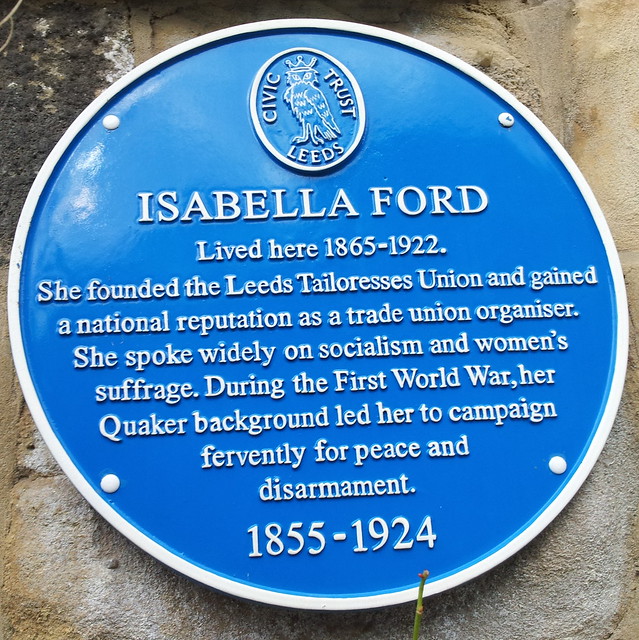 CIVIC TRUST
LEEDS
ISABELLA FORD
Lived here 1865-1922.
She founded the Leeds Tailoresses Union and gained
a national reputation as a trade union organiser.
She spoke widely on socialism and women's
suffrage. During the First World War, her
Quaker background led her to campaign
fervently for peace and
disarmament.
1855-1924